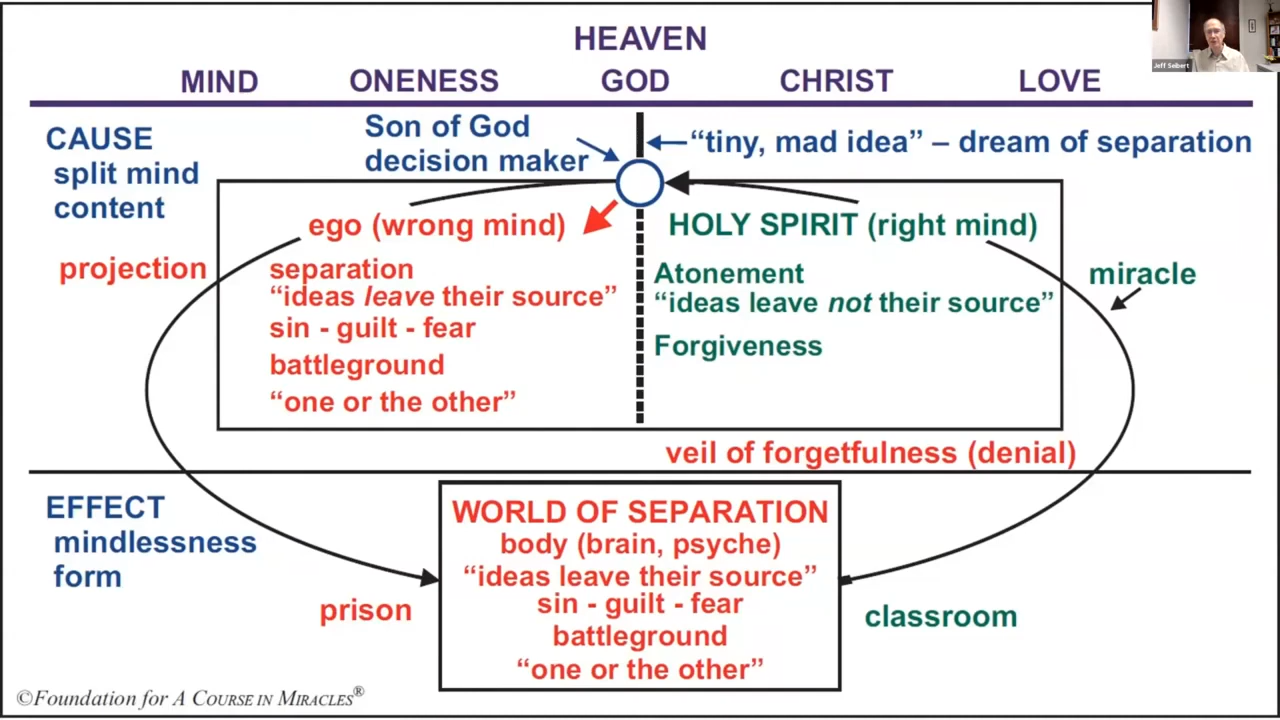 HEAVEN
MIND ONENESS GOD CHRIST LOVE
CAUSE
split mind
content
Son of God
decision maker
“tiny, mad idea” – dream of separation
ego (wrong mind)
HOLY SPIRIT (right mind)
projection
separation
“ideas leave their source”
sin - guilt - fear
battleground
“one or the other”
Atonement
“ideas leave not their source”
Forgiveness
miracle
veil of forgetfulness (denial)
EFFECT
mindlessness
form
WORLD OF SEPARATION
body (brain, psyche)
“ideas leave their source”
sin - guilt - fear
battleground
“one or the other”
prison
classroom
©Foundation for A COURSE IN MIRACLES®
Jeff Seibert